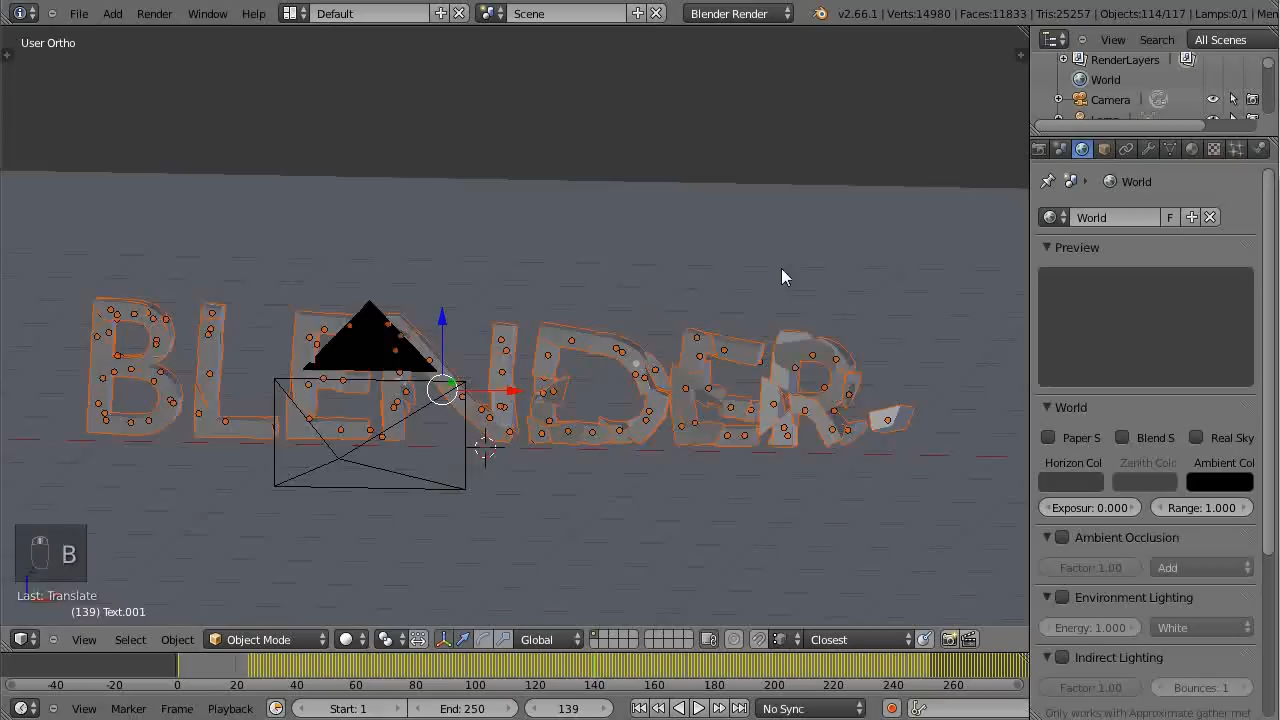 File Add Render Window Help Default Scene Blender Render v2.66.1 | Verts:14980 | Faces:11833 | Tris:25257 | Objects:114/117 | Lamps:0/1 |
User Ortho
View Search All Scenes
RenderLayers
World
Camera
World
World F
Preview
World
Paper S Blend S Real Sky
Horizon Col Zenith Colo Ambient Col
Exposur: 0.000 Range: 1.000
Ambient Occlusion
Factor: 1.00 Add
Environment Lighting
Energy: 1.000 White
Indirect Lighting
Factor: 1.00 Bounces: 1
Only works with Approximate gather met
BLENDER.
B
Last: Translate
(139) Text.001
View Select Object Object Mode Global Closest
-40 -20 0 20 40 60 80 100 120 140 160 180 200 220 240 260
View Marker Frame Playback Start: 1 End: 250 139 No Sync